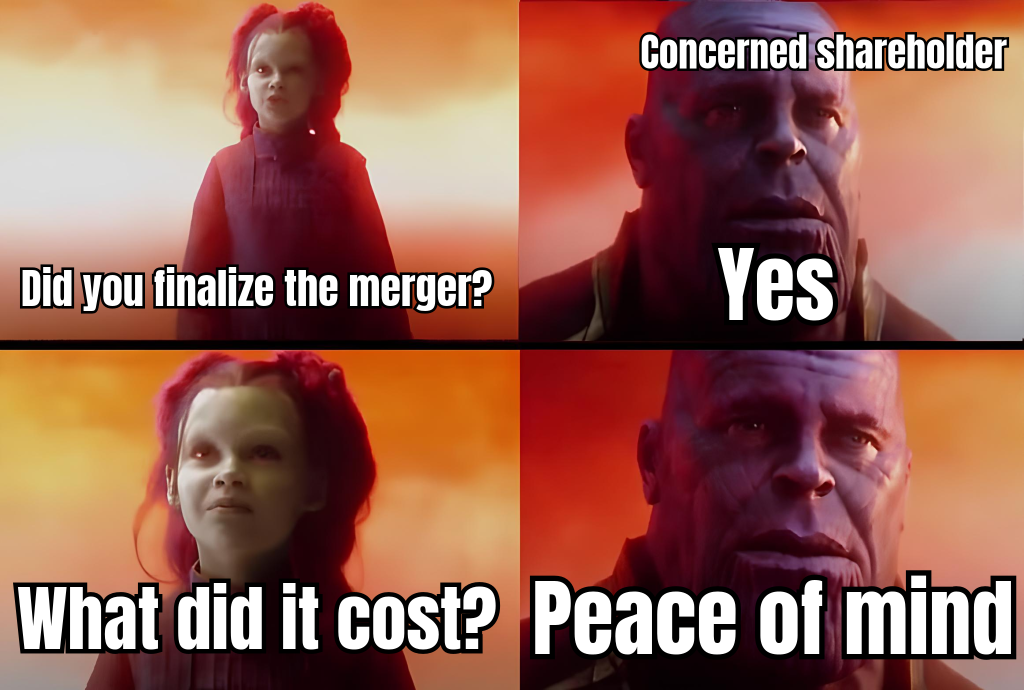 Did you finalize the merger?
Concerned shareholder
Yes
What did it cost?
Peace of mind